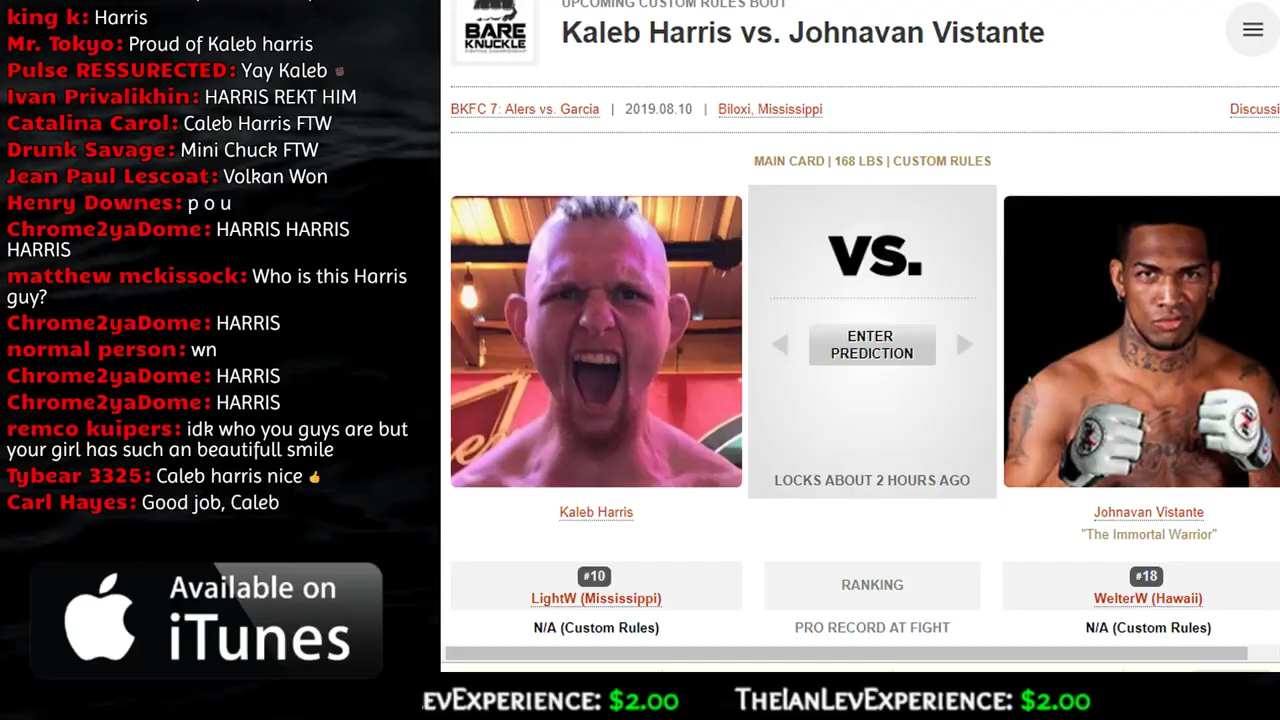 king k: Harris
Mr. Tokyo: Proud of Kaleb harris
Pulse RESSURECTED: Yay Kaleb
Ivan Privalikhin: HARRIS REKT HIM
Catalina Carol: Caleb Harris FTW
Drunk Savage: Mini Chuck FTW
Jean Paul Lescoat: Volkan Won
Henry Downes: p o u
Chrome2yaDome: HARRIS HARRIS
HARRIS
matthew mckissock: Who is this Harris
guy?
Chrome2yaDome: HARRIS
normal person: wn
Chrome2yaDome: HARRIS
Chrome2yaDome: HARRIS
remco kuipers: idk who you guys are but
your girl has such an beautifull smile
Tybear 3325: Caleb harris nice 👍
Carl Hayes: Good job, Caleb
Available on
iTunes
UPCOMING CUSTOM RULES BOUT
BARE
KNUCKLE
FIGHTING CHAMPIONSHIP
Kaleb Harris vs. Johnavan Vistante
BKFC 7: Alers vs. Garcia | 2019.08.10 | Biloxi, Mississippi
Discussi
MAIN CARD | 168 LBS | CUSTOM RULES
VS.
ENTER
PREDICTION
LOCKS ABOUT 2 HOURS AGO
Kaleb Harris
Johnavan Vistante
"The Immortal Warrior"
#10
LightW (Mississippi)
RANKING
#18
WelterW (Hawaii)
N/A (Custom Rules)
PRO RECORD AT FIGHT
N/A (Custom Rules)
EVEXPERIENCE: $2.00 THEIANLEVEXPERIENCE: $2.00